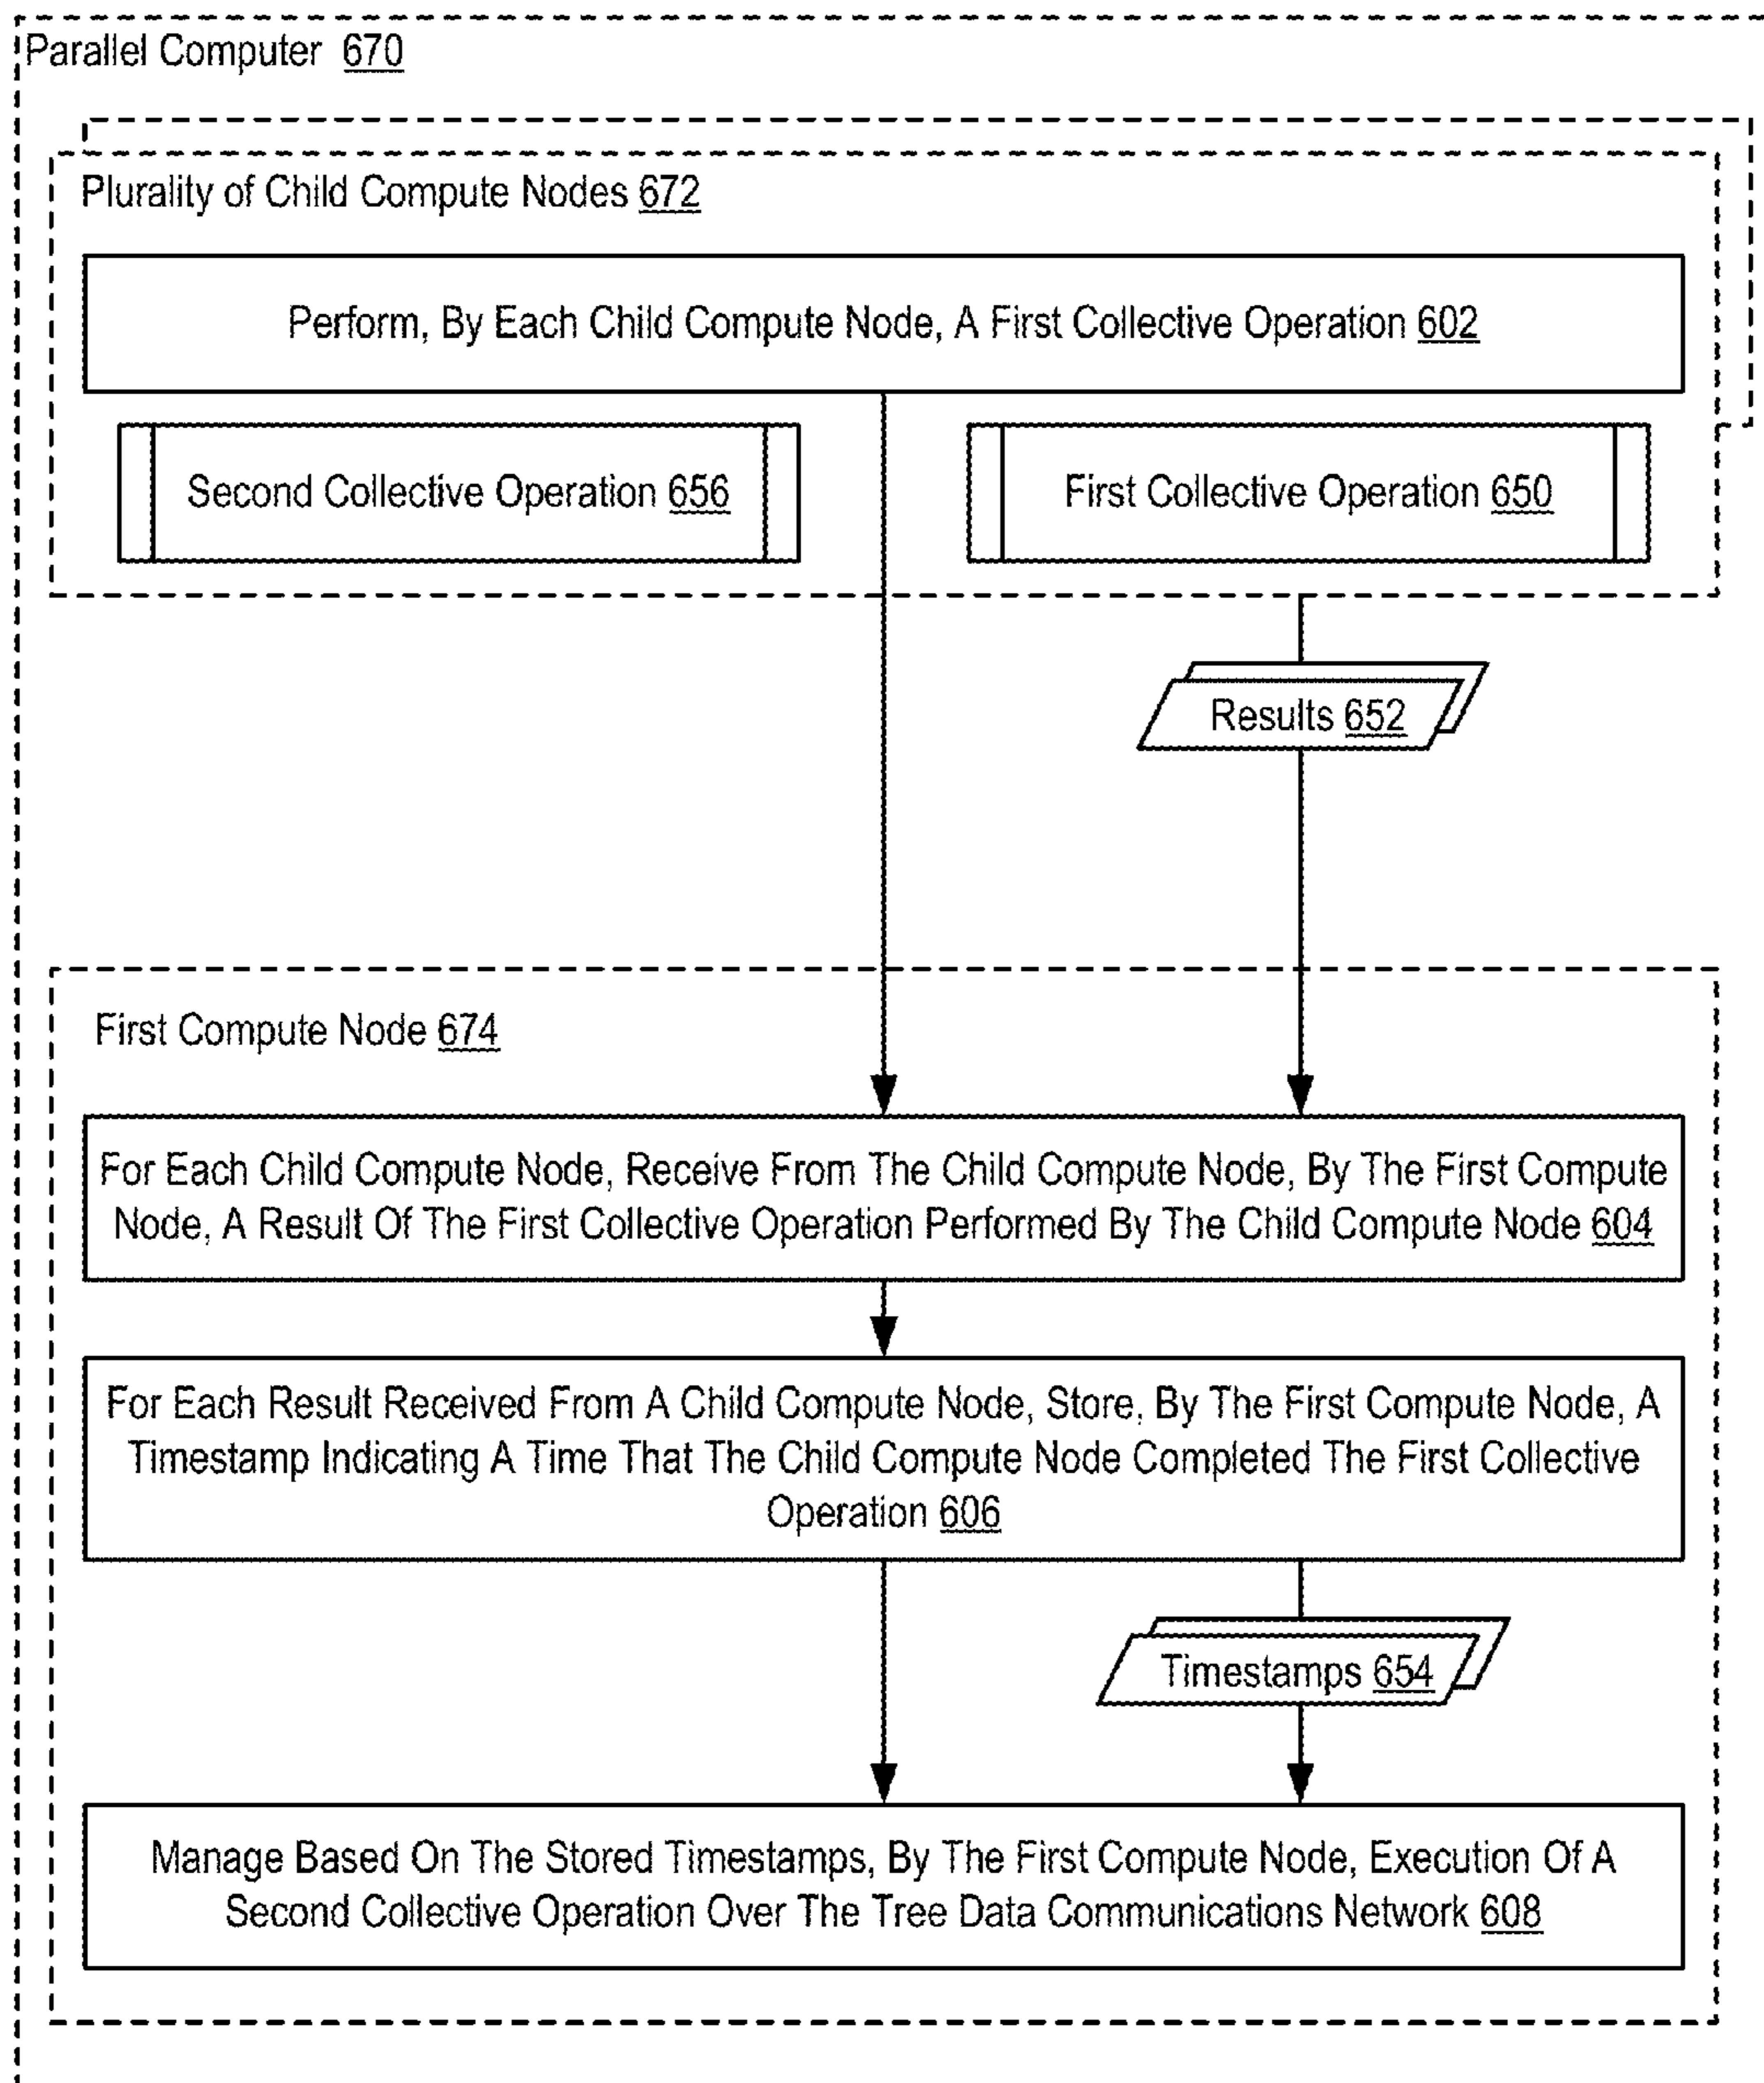 Parallel Computer 670
Plurality of Child Compute Nodes 672
Perform, By Each Child Compute Node, A First Collective Operation 602
Second Collective Operation 656
First Collective Operation 650
Results 652
First Compute Node 674
For Each Child Compute Node, Receive From The Child Compute Node, By The First Compute
Node, A Result Of The First Collective Operation Performed By The Child Compute Node 604
For Each Result Received From A Child Compute Node, Store, By The First Compute Node, A
Timestamp Indicating A Time That The Child Compute Node Completed The First Collective
Operation 606
Timestamps 654
Manage Based On The Stored Timestamps, By The First Compute Node, Execution Of A
Second Collective Operation Over The Tree Data Communications Network 608